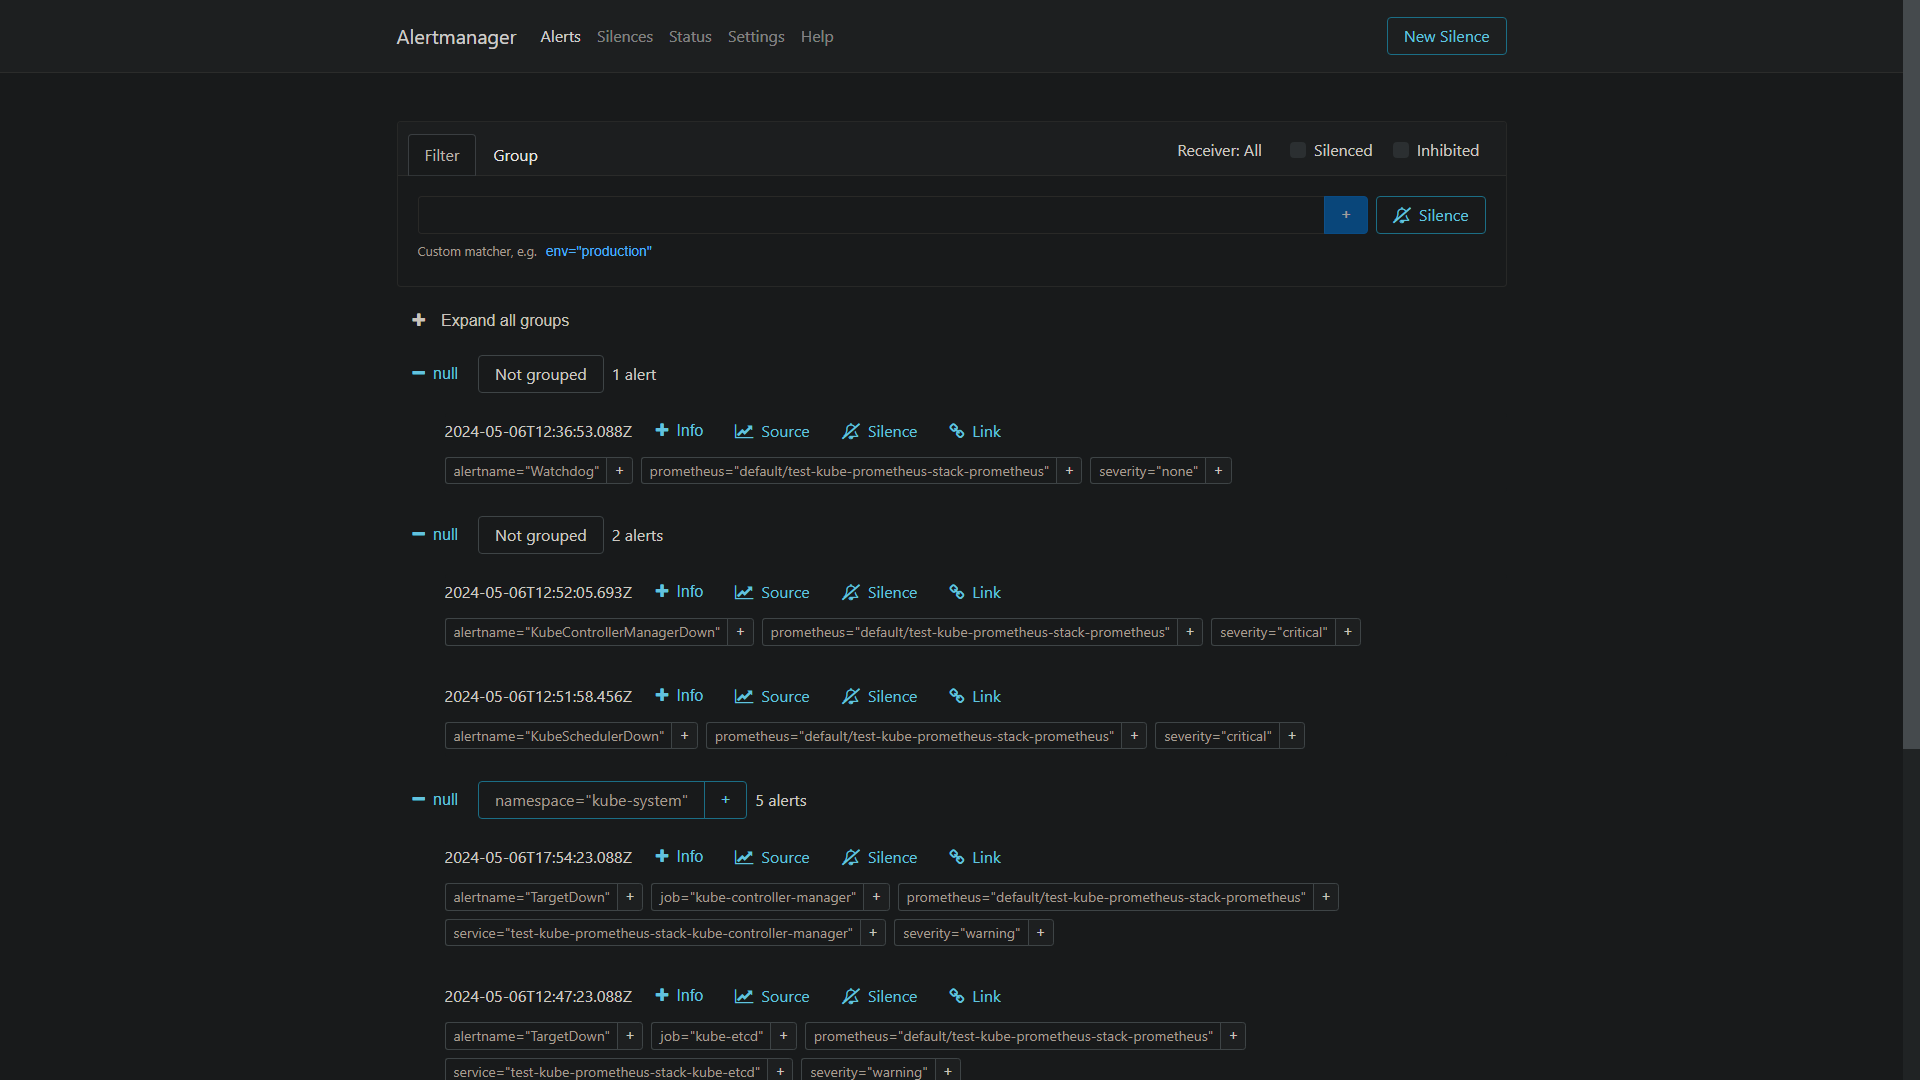 Alertmanager Alerts Silences Status Settings Help New Silence
Filter Group Receiver: All Silenced Inhibited
+ Silence
Custom matcher, e.g. env="production"
+ Expand all groups
− null Not grouped 1 alert
2024-05-06T12:36:53.088Z + Info Source Silence Link
alertname="Watchdog" + prometheus="default/test-kube-prometheus-stack-prometheus" + severity="none" +
− null Not grouped 2 alerts
2024-05-06T12:52:05.693Z + Info Source Silence Link
alertname="KubeControllerManagerDown" + prometheus="default/test-kube-prometheus-stack-prometheus" + severity="critical" +
2024-05-06T12:51:58.456Z + Info Source Silence Link
alertname="KubeSchedulerDown" + prometheus="default/test-kube-prometheus-stack-prometheus" + severity="critical" +
− null namespace="kube-system" + 5 alerts
2024-05-06T17:54:23.088Z + Info Source Silence Link
alertname="TargetDown" + job="kube-controller-manager" + prometheus="default/test-kube-prometheus-stack-prometheus" +
service="test-kube-prometheus-stack-kube-controller-manager" + severity="warning" +
2024-05-06T12:47:23.088Z + Info Source Silence Link
alertname="TargetDown" + job="kube-etcd" + prometheus="default/test-kube-prometheus-stack-prometheus" +
service="test-kube-prometheus-stack-kube-etcd" + severity="warning" +